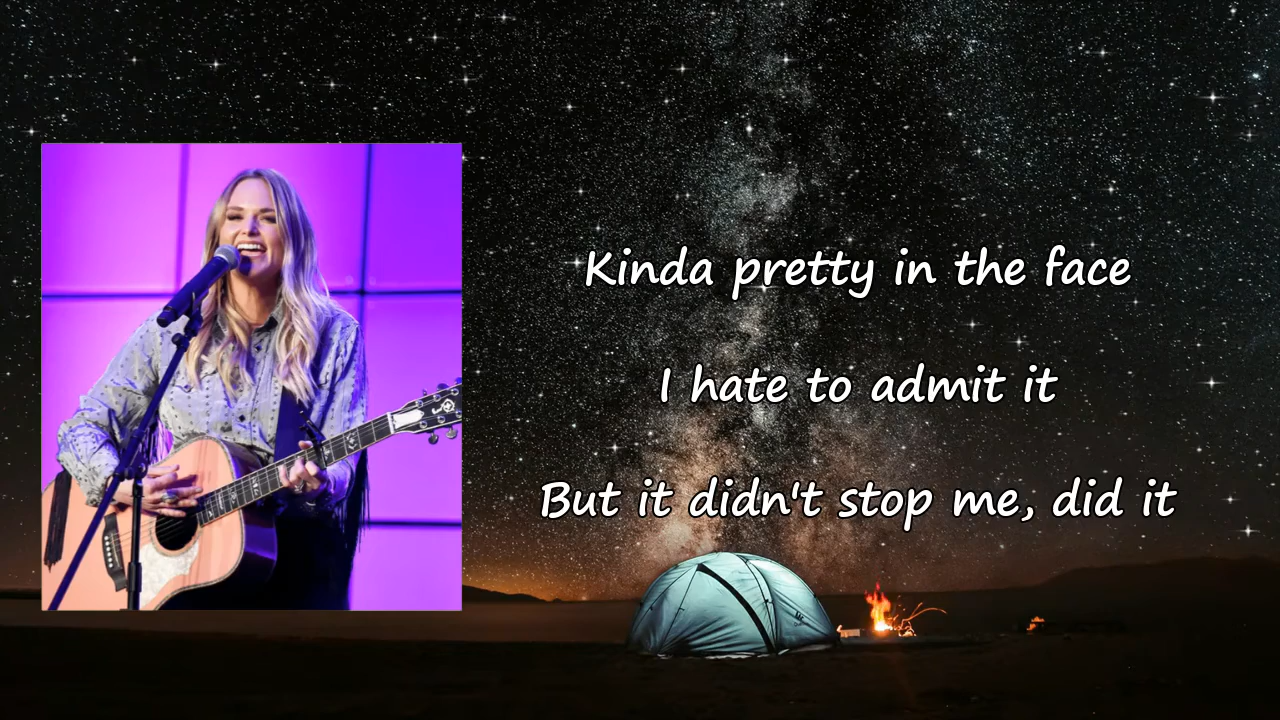 Kinda pretty in the face
I hate to admit it
But it didn't stop me, did it